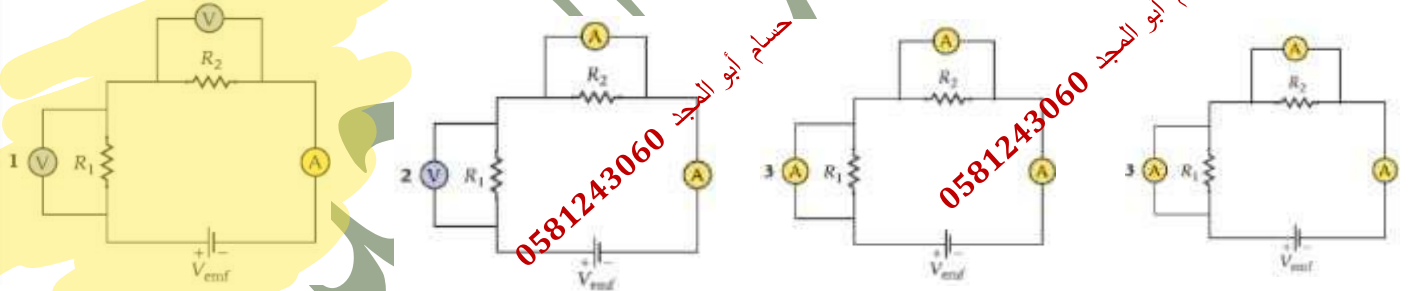 V
R₂
1 V R₁ A
+ −
Vemf
A
R₂
2 V R₁ A
+ −
Vemf
A
R₂
3 A R₁ A
+ −
Vemf
A
R₂
3 A R₁ A
+ −
Vemf
حسام أبو المجد 0581243060
أبو المجد 0581243060